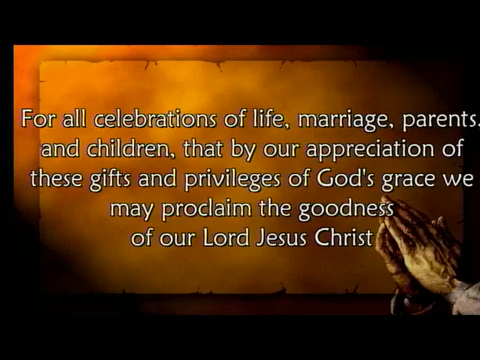 For all celebrations of life, marriage, parents,
and children, that by our appreciation of
these gifts and privileges of God's grace we
may proclaim the goodness
of our Lord Jesus Christ